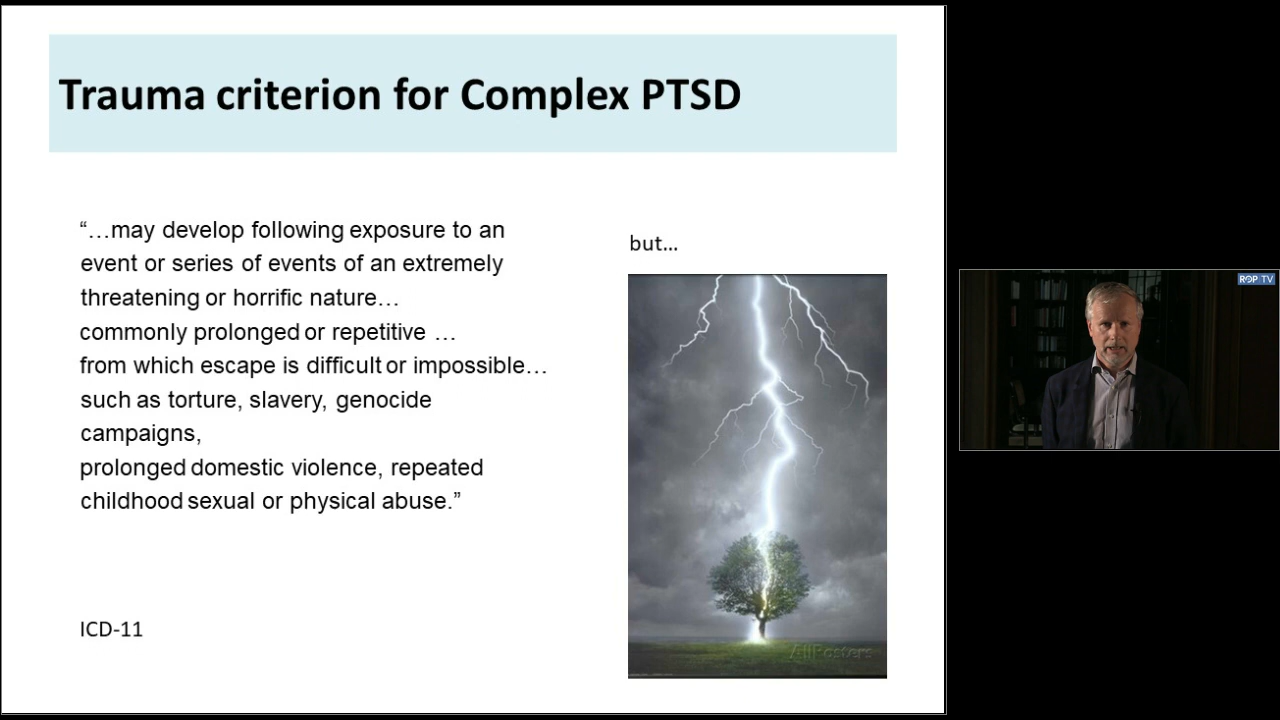 Trauma criterion for Complex PTSD
“…may develop following exposure to an
event or series of events of an extremely
threatening or horrific nature…
commonly prolonged or repetitive …
from which escape is difficult or impossible…
such as torture, slavery, genocide
campaigns,
prolonged domestic violence, repeated
childhood sexual or physical abuse.”
ICD-11
but...
AllPosters
ROP TV